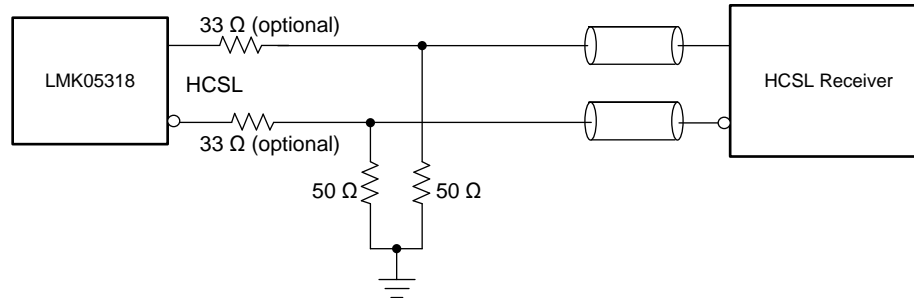 33 Ω (optional)
LMK05318
HCSL
HCSL Receiver
33 Ω (optional)
50 Ω
50 Ω